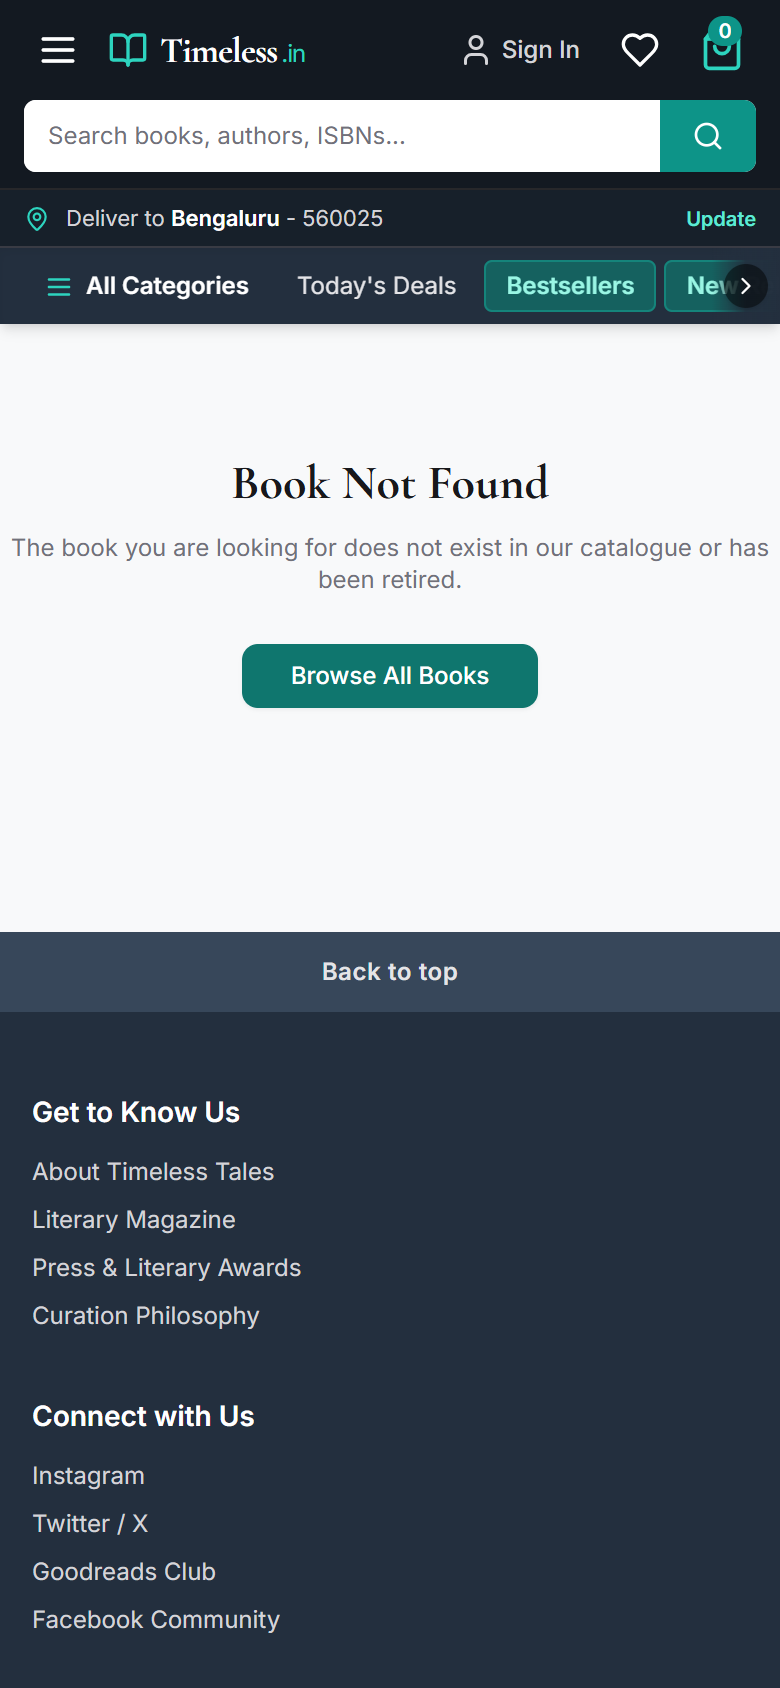 Timeless.in
Sign In
0
Search books, authors, ISBNs...
Deliver to Bengaluru - 560025
Update
All Categories
Today's Deals
Bestsellers
New
Book Not Found
The book you are looking for does not exist in our catalogue or has
been retired.
Browse All Books
Back to top
Get to Know Us
About Timeless Tales
Literary Magazine
Press & Literary Awards
Curation Philosophy
Connect with Us
Instagram
Twitter / X
Goodreads Club
Facebook Community